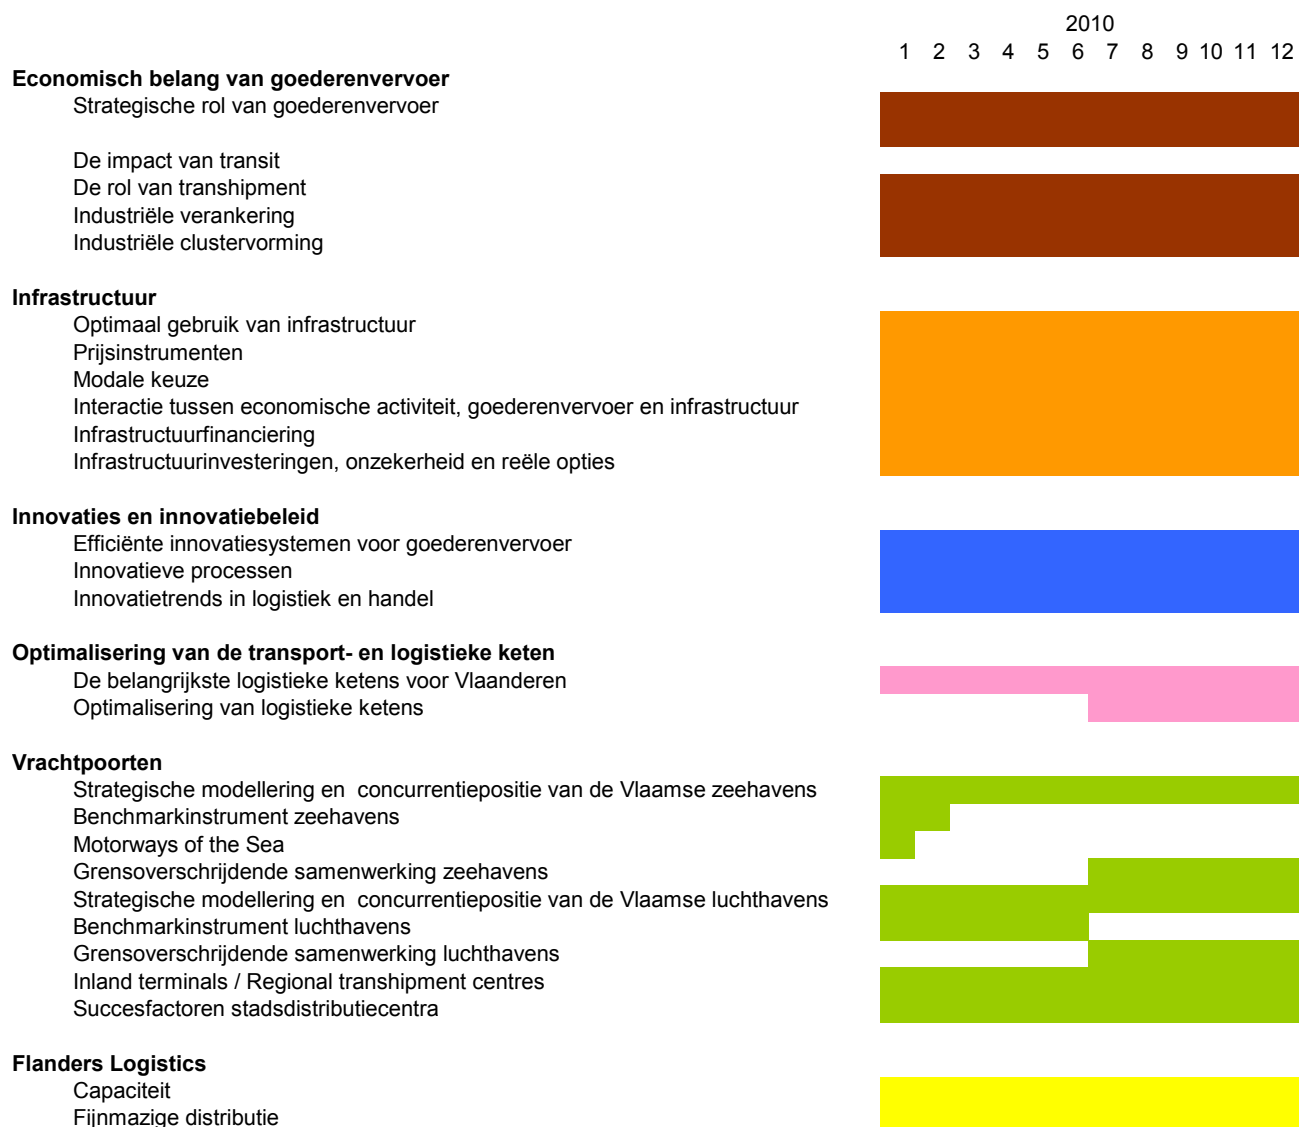 2010
1 2 3 4 5 6 7 8 9 10 11 12
Economisch belang van goederenvervoer
Strategische rol van goederenvervoer
De impact van transit
De rol van transhipment
Industriële verankering
Industriële clustervorming
Infrastructuur
Optimaal gebruik van infrastructuur
Prijsinstrumenten
Modale keuze
Interactie tussen economische activiteit, goederenvervoer en infrastructuur
Infrastructuurfinanciering
Infrastructuurinvesteringen, onzekerheid en reële opties
Innovaties en innovatiebeleid
Efficiënte innovatiesystemen voor goederenvervoer
Innovatieve processen
Innovatietrends in logistiek en handel
Optimalisering van de transport- en logistieke keten
De belangrijkste logistieke ketens voor Vlaanderen
Optimalisering van logistieke ketens
Vrachtpoorten
Strategische modellering en  concurrentiepositie van de Vlaamse zeehavens
Benchmarkinstrument zeehavens
Motorways of the Sea
Grensoverschrijdende samenwerking zeehavens
Strategische modellering en  concurrentiepositie van de Vlaamse luchthavens
Benchmarkinstrument luchthavens
Grensoverschrijdende samenwerking luchthavens
Inland terminals / Regional transhipment centres
Succesfactoren stadsdistributiecentra
Flanders Logistics
Capaciteit
Fijnmazige distributie